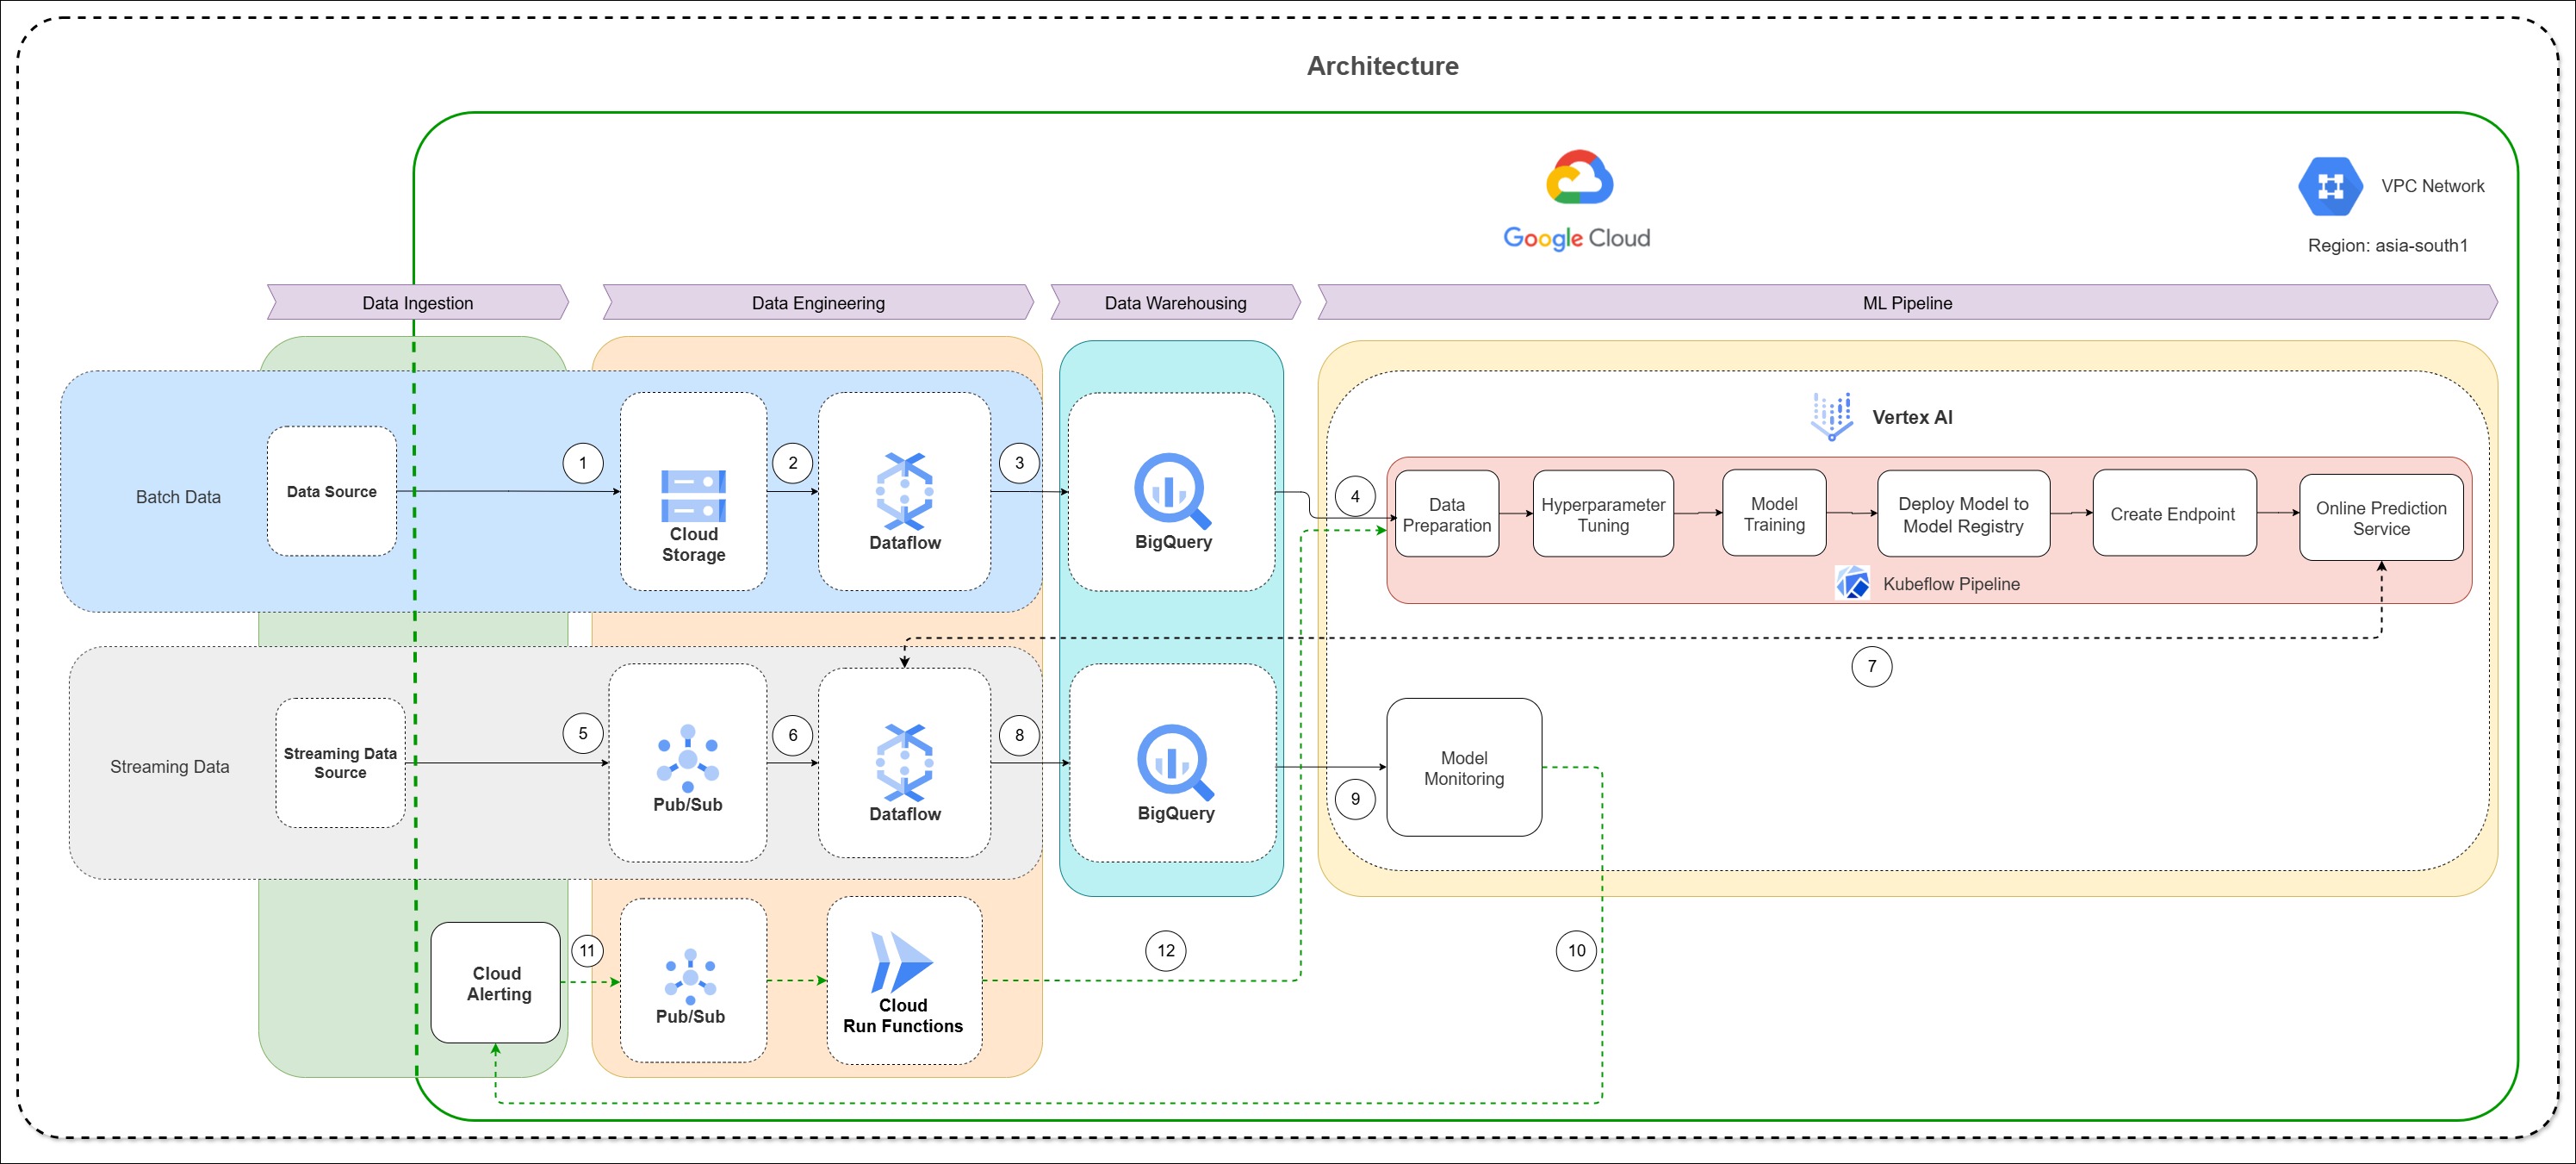 Architecture
Google Cloud
VPC Network
Region: asia-south1
Data Ingestion
Data Engineering
Data Warehousing
ML Pipeline
Batch Data
Data Source
1
Cloud
Storage
2
Dataflow
3
BigQuery
4
Vertex AI
Data
Preparation
Hyperparameter
Tuning
Model
Training
Deploy Model to
Model Registry
Create Endpoint
Online Prediction
Service
Kubeflow Pipeline
7
Streaming Data
Streaming Data
Source
5
Pub/Sub
6
Dataflow
8
BigQuery
9
Model
Monitoring
10
Cloud
Alerting
11
Pub/Sub
Cloud
Run Functions
12